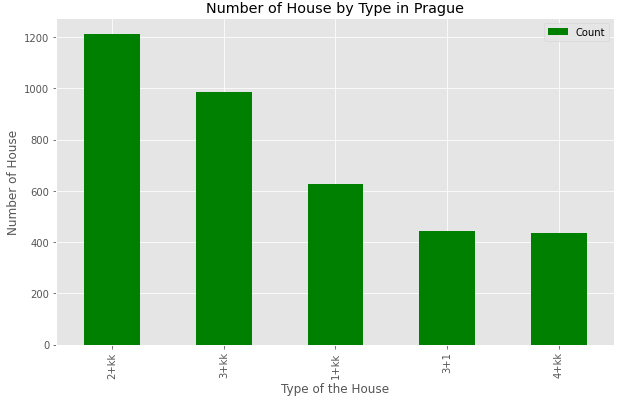 Number of House by Type in Prague
Count
1200
1000
800
600
400
200
0
Number of House
2+kk
3+kk
1+kk
3+1
4+kk
Type of the House